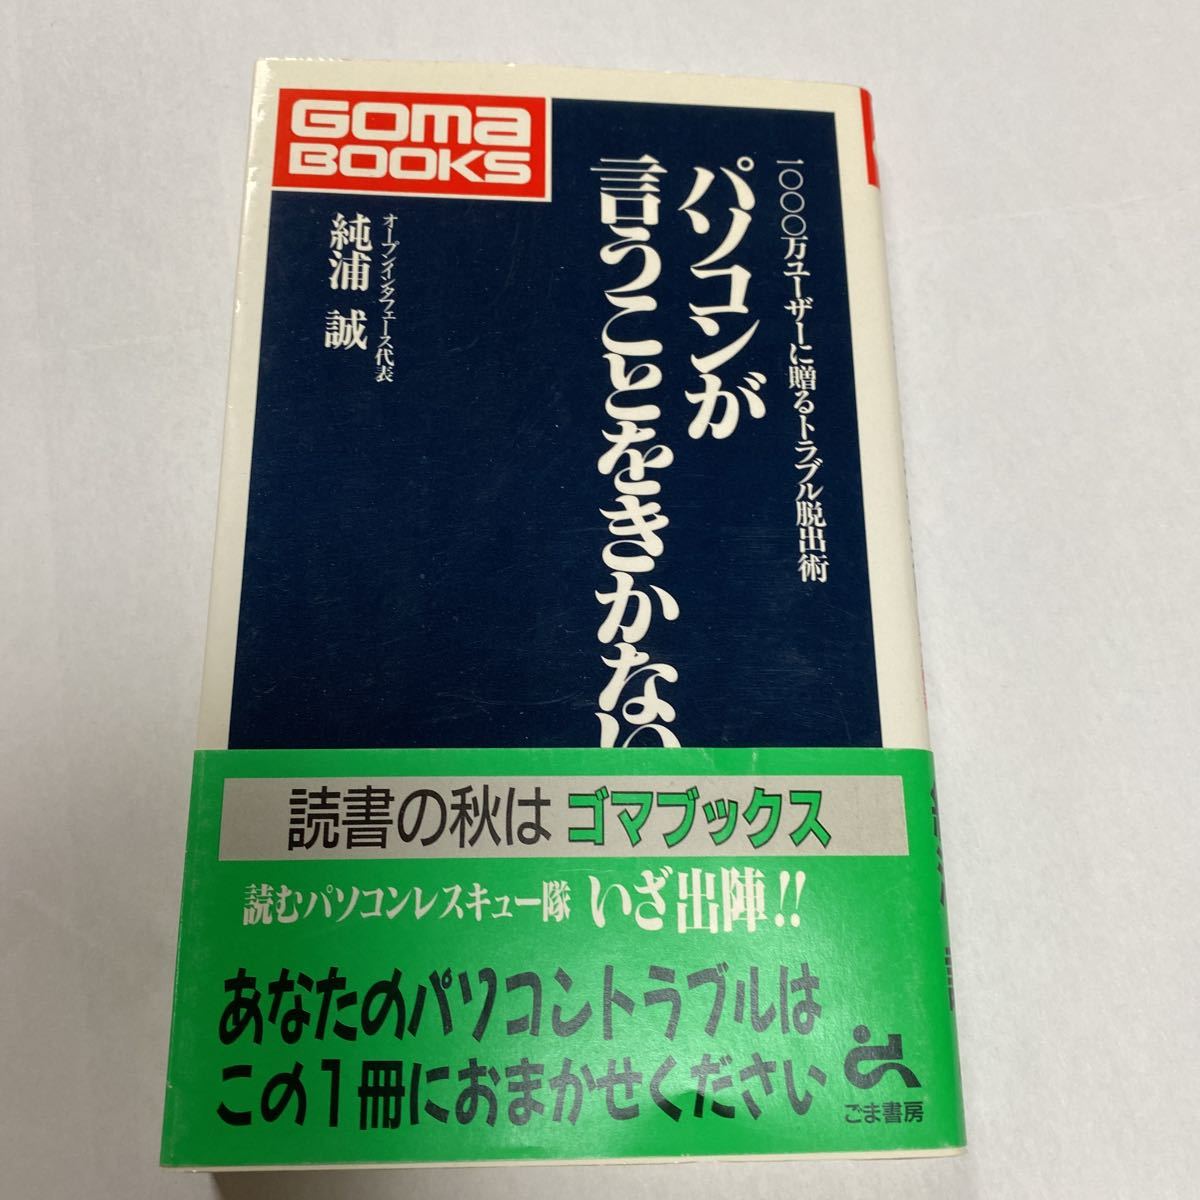 GOMA
BOOKS
一〇〇〇万ユーザーに贈るトラブル脱出術
パソコンが
言うことをきかない
オープンインタフェース代表
純浦 誠
読書の秋は ゴマブックス
読むパソコンレスキュー隊 いざ出陣!!
あなたのパソコントラブルは
この1冊におまかせください
ごま書房